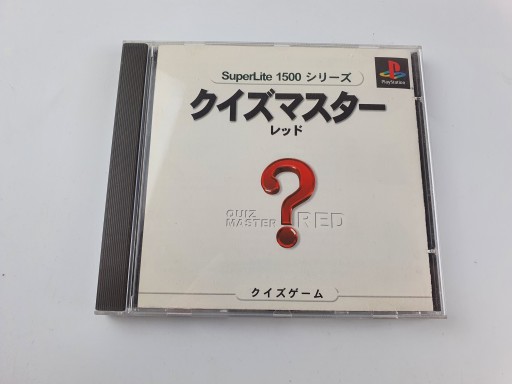 SuperLite 1500 シリーズ
PlayStation
クイズマスター
レッド
?
QUIZ
MASTER RED
クイズゲーム